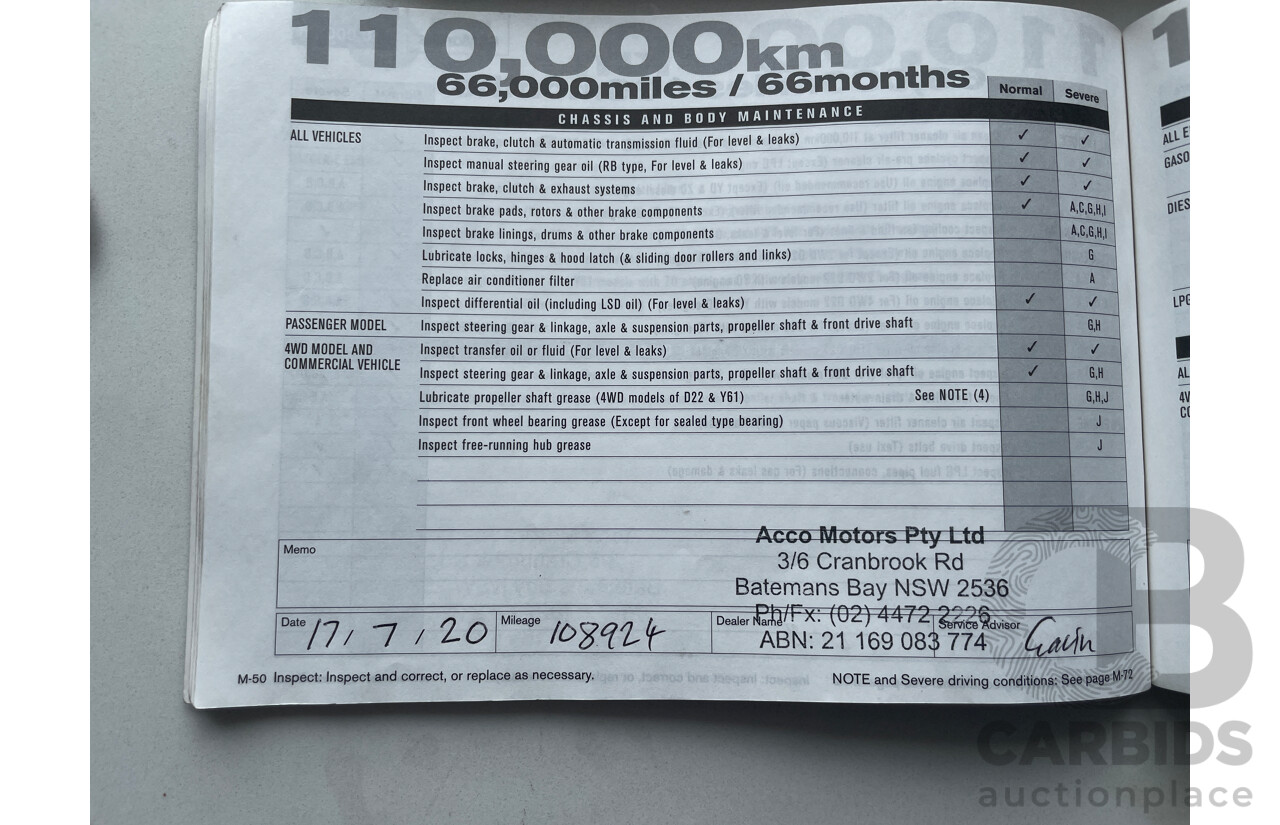 110,000km
66,000miles / 66months
Normal Severe
CHASSIS AND BODY MAINTENANCE
ALL VEHICLES Inspect brake, clutch & automatic transmission fluid (For level & leaks) ✓ ✓
Inspect manual steering gear oil (RB type, For level & leaks) ✓ ✓
Inspect brake, clutch & exhaust systems ✓ ✓
Inspect brake pads, rotors & other brake components ✓ A,C,G,H,I
Inspect brake linings, drums & other brake components A,C,G,H,I
Lubricate locks, hinges & hood latch (& sliding door rollers and links) G
Replace air conditioner filter A
Inspect differential oil (including LSD oil) (For level & leaks) ✓ ✓
PASSENGER MODEL Inspect steering gear & linkage, axle & suspension parts, propeller shaft & front drive shaft G,H
4WD MODEL AND Inspect transfer oil or fluid (For level & leaks) ✓ ✓
COMMERCIAL VEHICLE Inspect steering gear & linkage, axle & suspension parts, propeller shaft & front drive shaft ✓ G,H
Lubricate propeller shaft grease (4WD models of D22 & Y61) See NOTE (4) G,H,J
Inspect front wheel bearing grease (Except for sealed type bearing) J
Inspect free-running hub grease J
Memo
Acco Motors Pty Ltd
3/6 Cranbrook Rd
Batemans Bay NSW 2536
Ph/Fx: (02) 4472 2226
ABN: 21 169 083 774
Date 17/7/20 Mileage 108924 Dealer Name Service Advisor Gavin
M-50 Inspect: Inspect and correct, or replace as necessary. NOTE and Severe driving conditions: See page M-72
CARBIDS
auctionplace